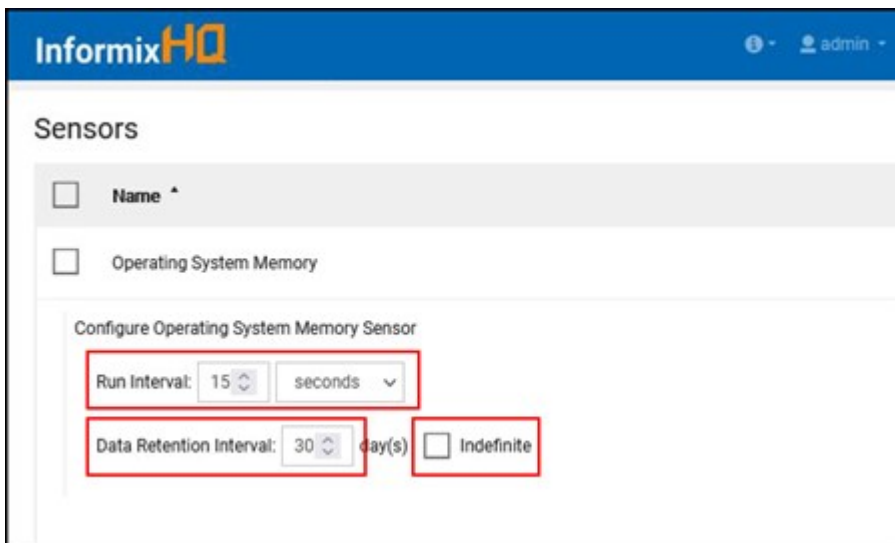 InformixHQ admin
Sensors
Name
Operating System Memory
Configure Operating System Memory Sensor
Run Interval: 15 seconds
Data Retention Interval: 30 day(s) Indefinite